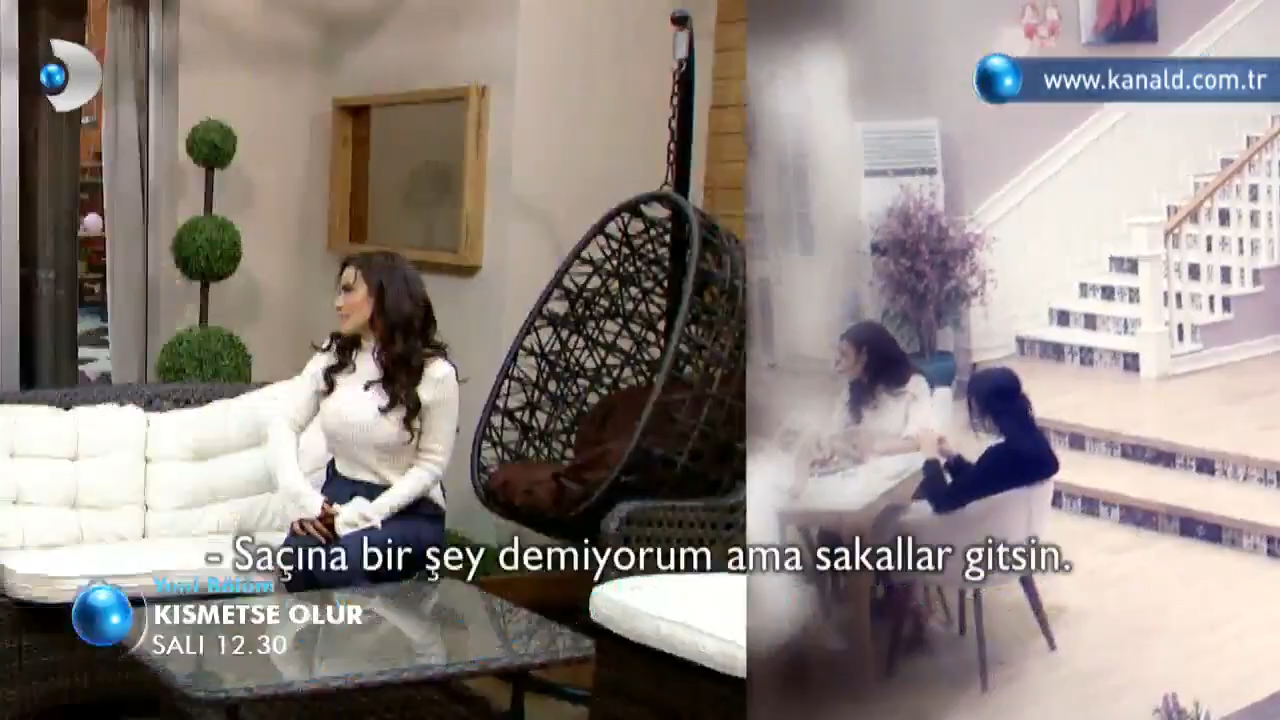 www.kanald.com.tr
- Saçına bir şey demiyorum ama sakallar gitsin.
Yeni Bölüm
KISMETSE OLUR
SALI 12.30